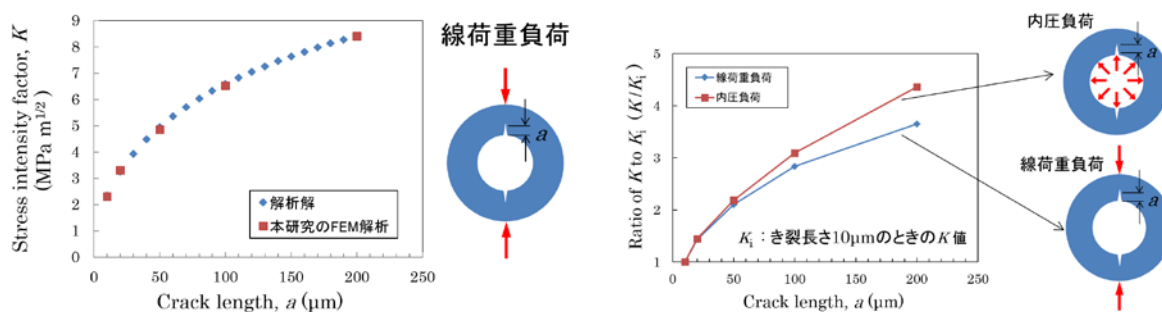 Stress intensity factor, K
(MPa m1/2)
9
8
7
6
5
4
3
2
1
0
0
50
100
150
200
250
Crack length, a (μm)
解析解
本研究のFEM解析
線荷重負荷
a
Ratio of K to Ki (K/Ki)
5
4
3
2
1
0
50
100
150
200
250
Crack length, a (μm)
線荷重負荷
内圧負荷
Ki：き裂長さ10μmのときのK値
内圧負荷
a
線荷重負荷
a